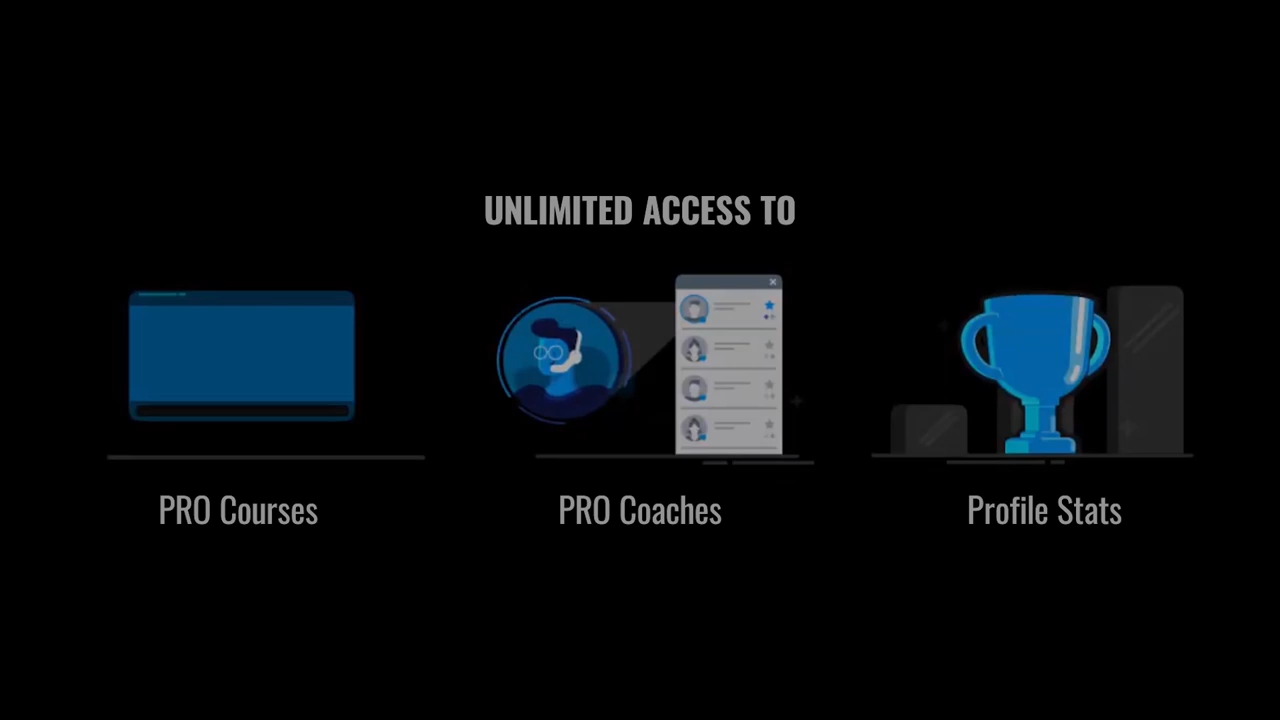 UNLIMITED ACCESS TO
PRO Courses
PRO Coaches
Profile Stats